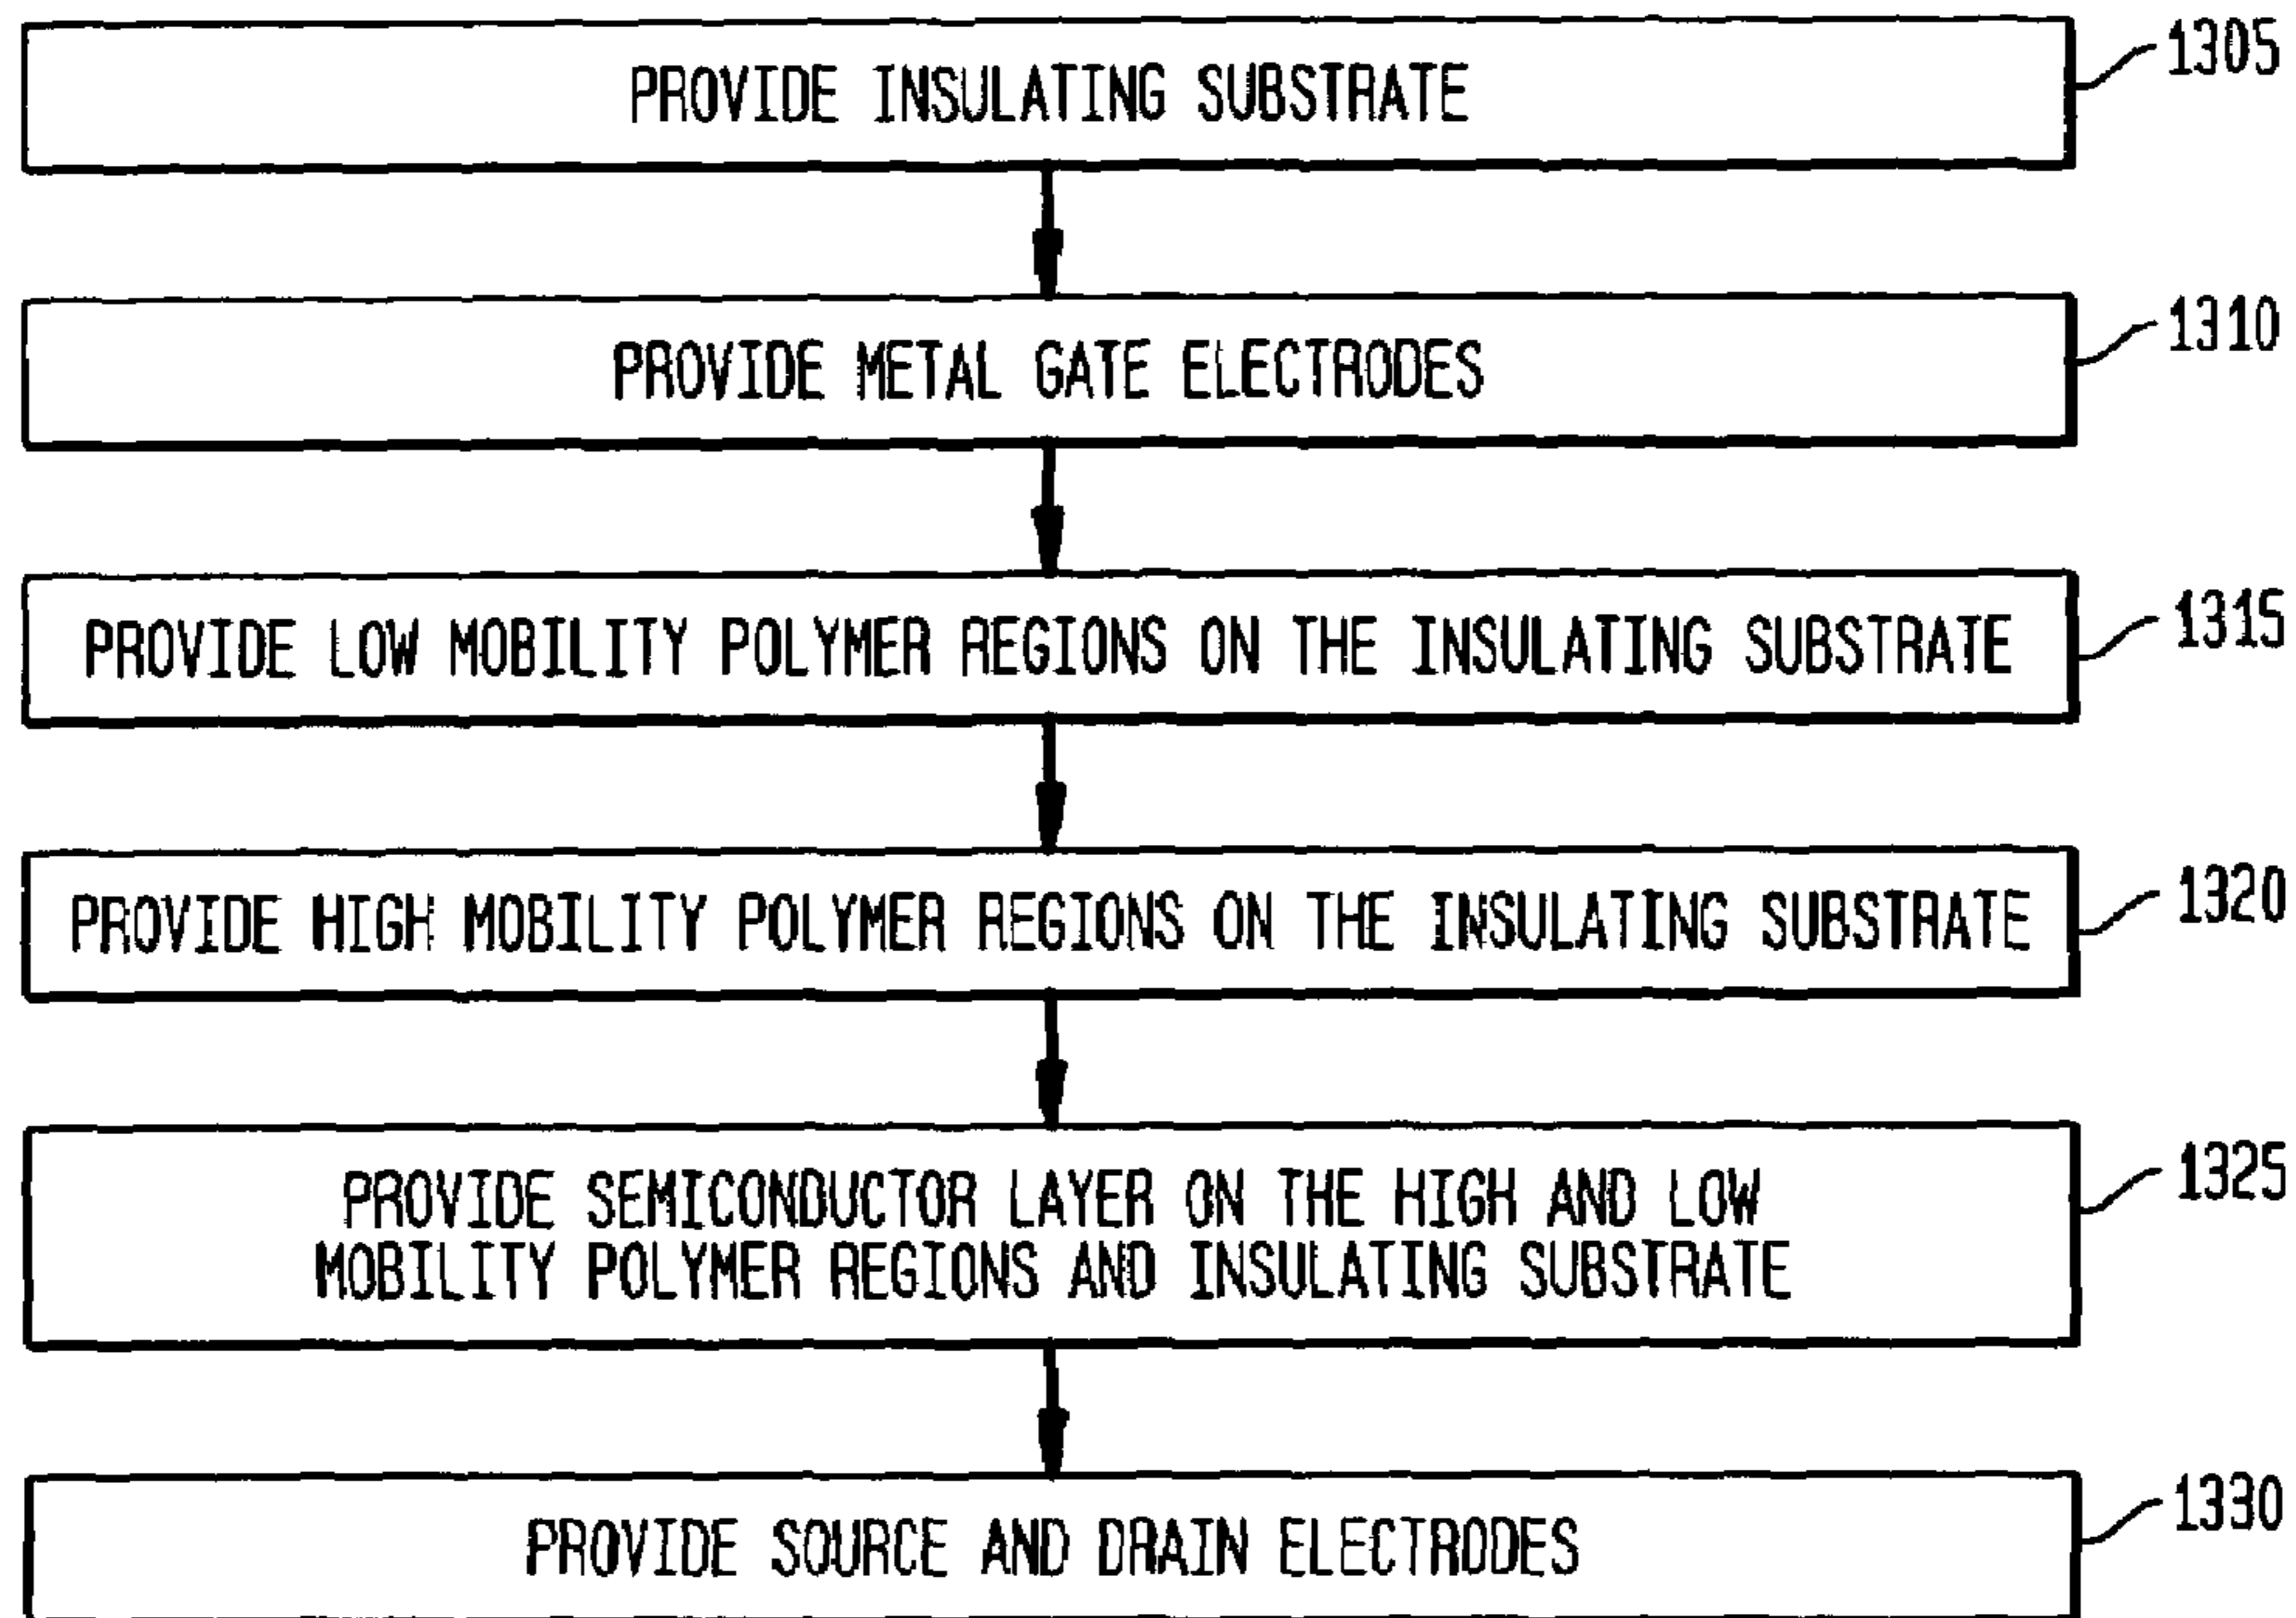 PROVIDE INSULATING SUBSTRATE
1305
PROVIDE METAL GATE ELECTRODES
1310
PROVIDE LOW MOBILITY POLYMER REGIONS ON THE INSULATING SUBSTRATE
1315
PROVIDE HIGH MOBILITY POLYMER REGIONS ON THE INSULATING SUBSTRATE
1320
PROVIDE SEMICONDUCTOR LAYER ON THE HIGH AND LOW
MOBILITY POLYMER REGIONS AND INSULATING SUBSTRATE
1325
PROVIDE SOURCE AND DRAIN ELECTRODES
1330